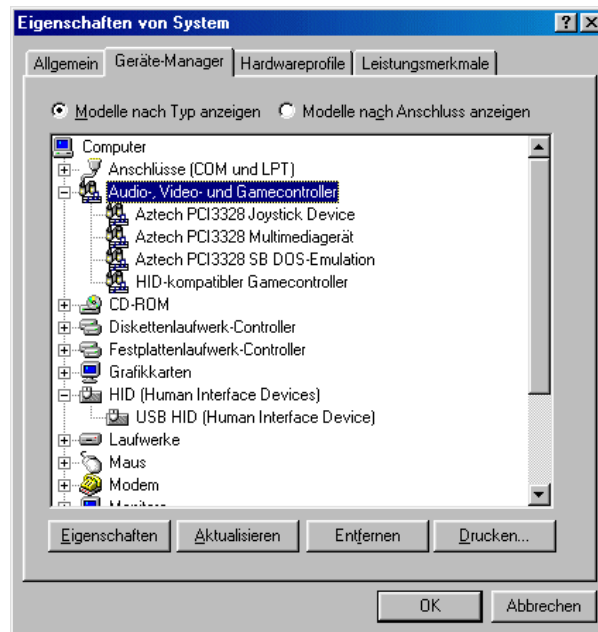 Eigenschaften von System
Allgemein Geräte-Manager Hardwareprofile Leistungsmerkmale
Modelle nach Typ anzeigen Modelle nach Anschluss anzeigen
Computer
Anschlüsse (COM und LPT)
Audio-, Video- und Gamecontroller
Aztech PCI3328 Joystick Device
Aztech PCI3328 Multimediagerät
Aztech PCI3328 SB DOS-Emulation
HID-kompatibler Gamecontroller
CD-ROM
Diskettenlaufwerk-Controller
Festplattenlaufwerk-Controller
Grafikkarten
HID (Human Interface Devices)
USB HID (Human Interface Device)
Laufwerke
Maus
Modem
Monitore
Eigenschaften Aktualisieren Entfernen Drucken...
OK Abbrechen